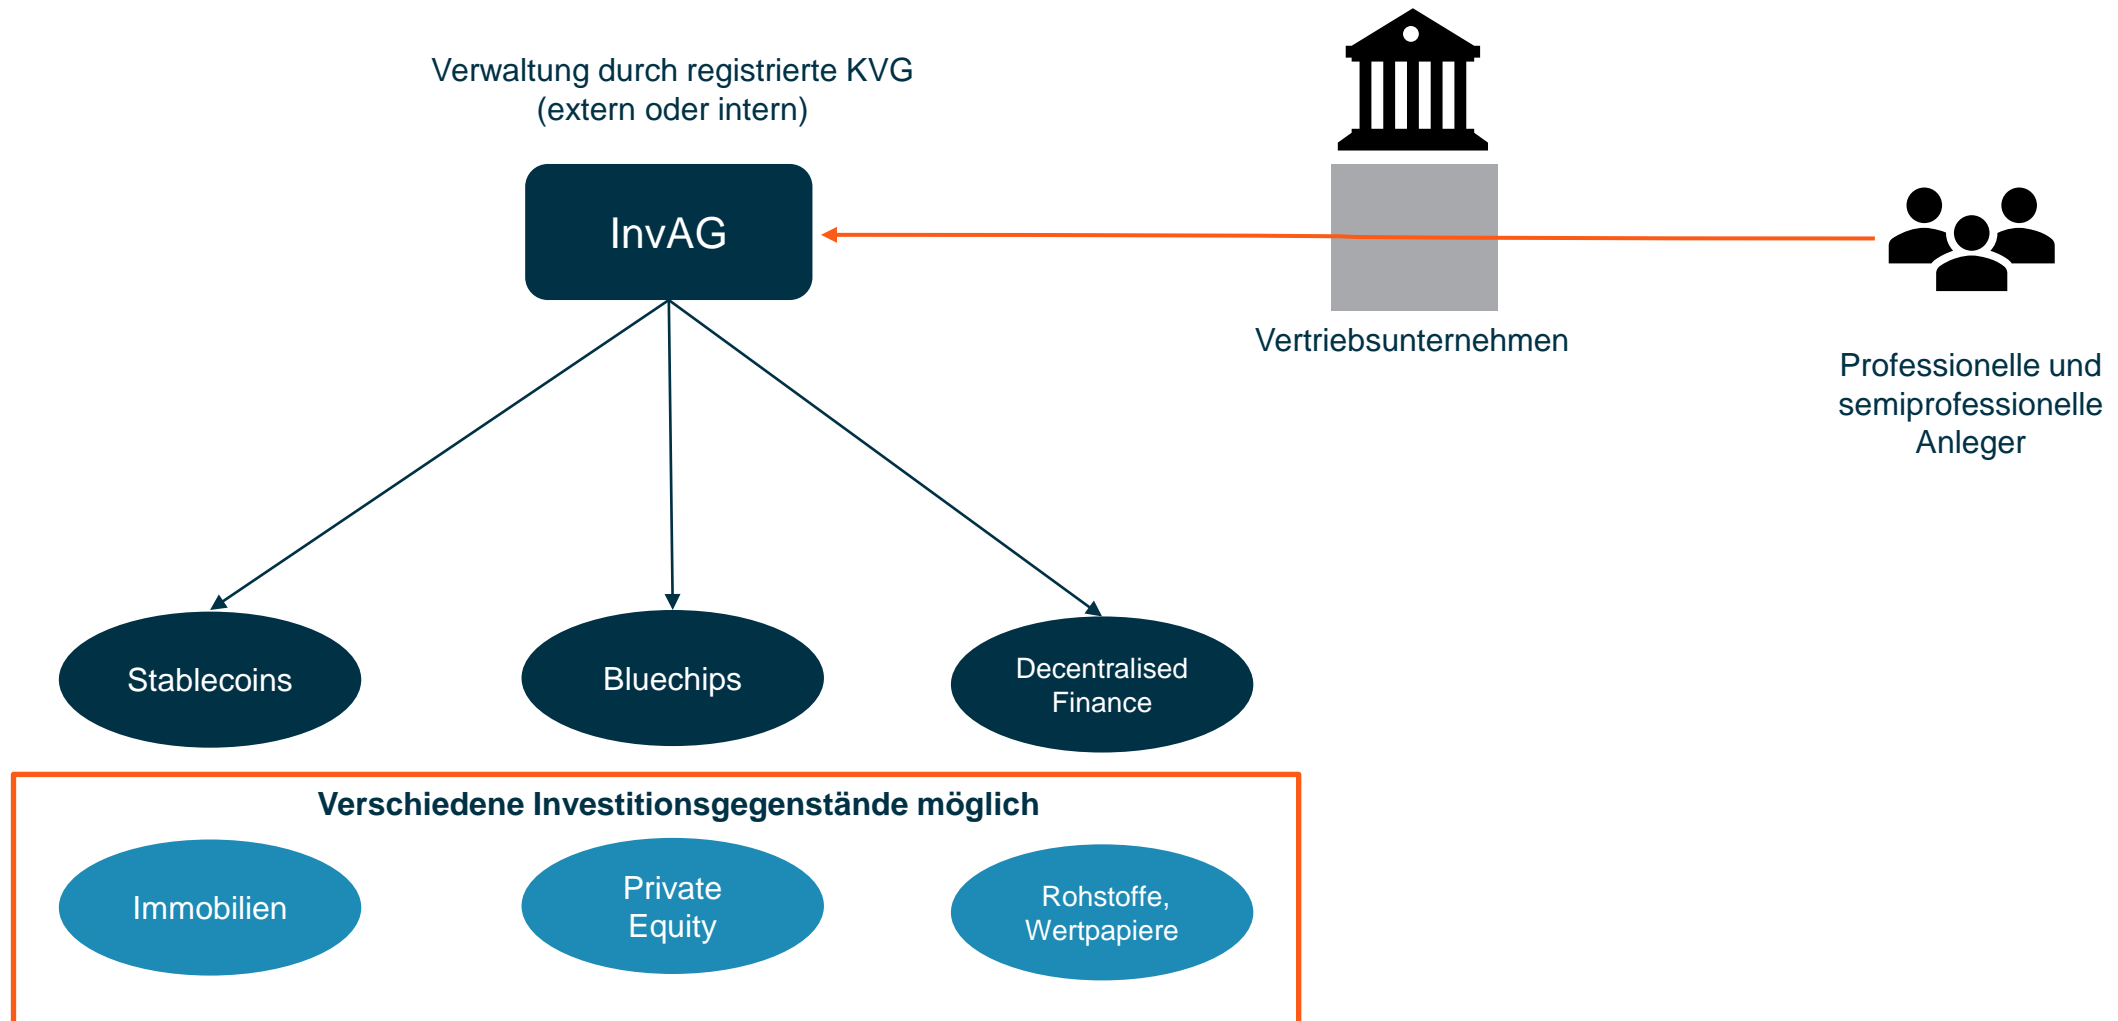 Verwaltung durch registrierte KVG
(extern oder intern)
InvAG
Vertriebsunternehmen
Professionelle und
semiprofessionelle
Anleger
Stablecoins
Bluechips
Decentralised
Finance
Verschiedene Investitionsgegenstände möglich
Immobilien
Private
Equity
Rohstoffe,
Wertpapiere